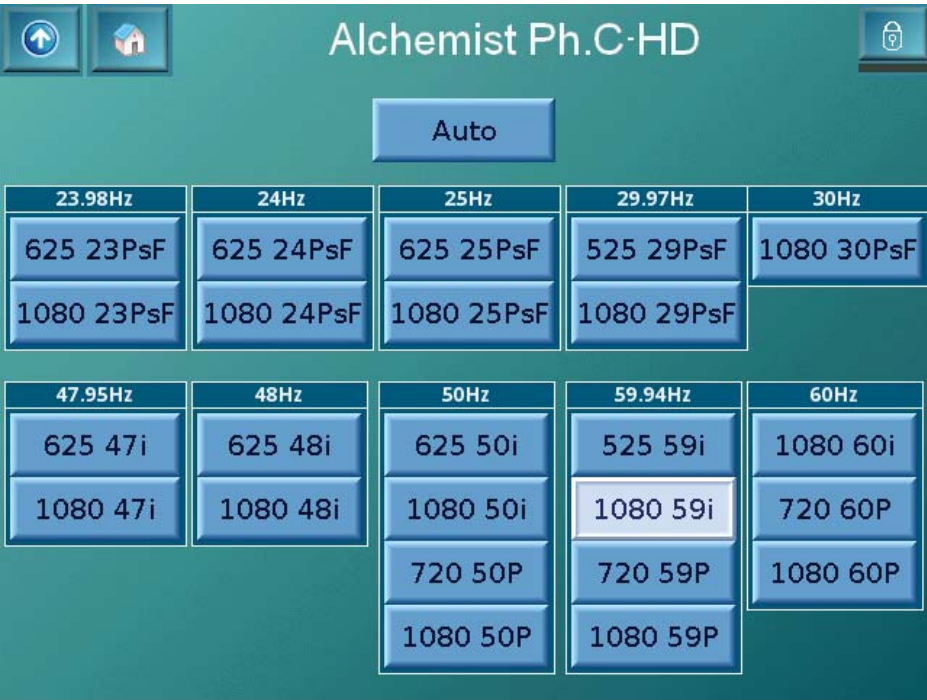 Alchemist Ph.C-HD
Auto
23.98Hz
625 23PsF
1080 23PsF
24Hz
625 24PsF
1080 24PsF
25Hz
625 25PsF
1080 25PsF
29.97Hz
525 29PsF
1080 29PsF
30Hz
1080 30PsF
47.95Hz
625 47i
1080 47i
48Hz
625 48i
1080 48i
50Hz
625 50i
1080 50i
720 50P
1080 50P
59.94Hz
525 59i
1080 59i
720 59P
1080 59P
60Hz
1080 60i
720 60P
1080 60P